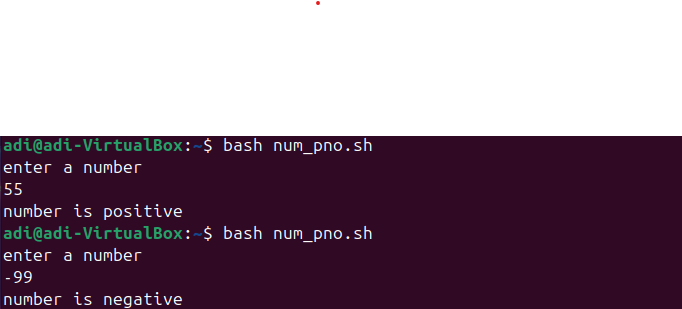 adi@adi-VirtualBox:~$ bash num_pno.sh
enter a number
55
number is positive
adi@adi-VirtualBox:~$ bash num_pno.sh
enter a number
-99
number is negative